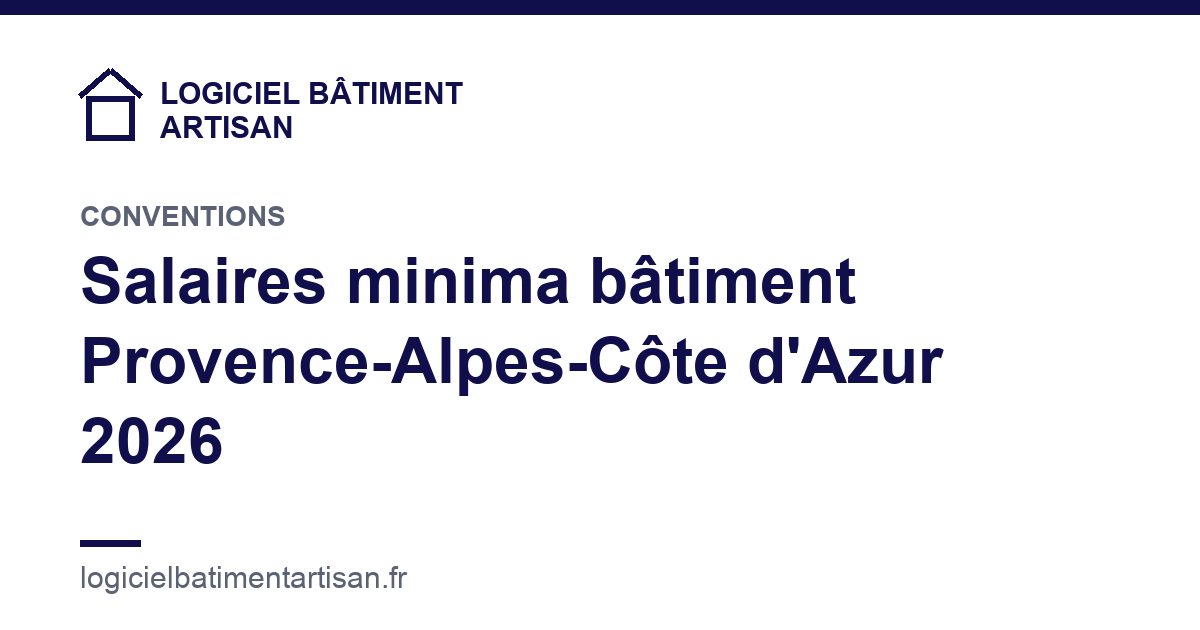 LOGICIEL BÂTIMENT
ARTISAN
CONVENTIONS
Salaires minima bâtiment
Provence-Alpes-Côte d'Azur
2026
logicielbatimentartisan.fr